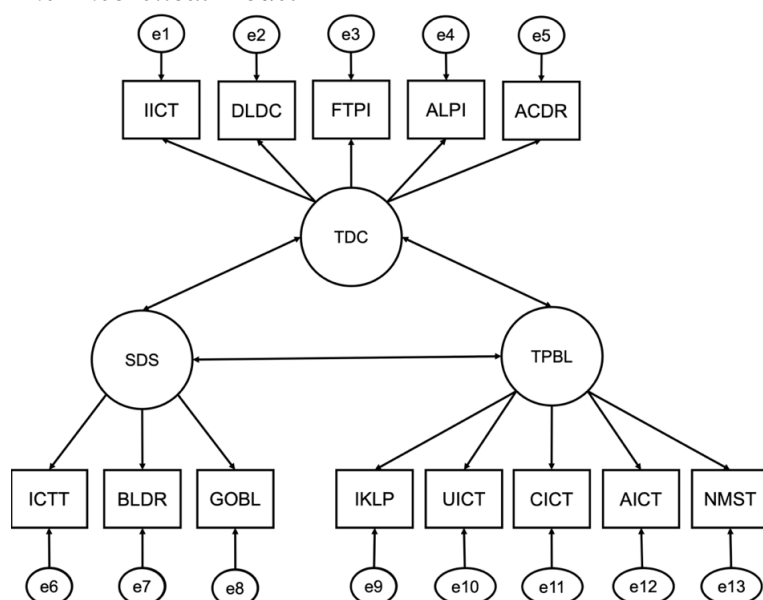 e1 e2 e3 e4 e5
IICT DLDC FTPI ALPI ACDR
TDC
SDS TPBL
ICTT BLDR GOBL IKLP UICT CICT AICT NMST
e6 e7 e8 e9 e10 e11 e12 e13